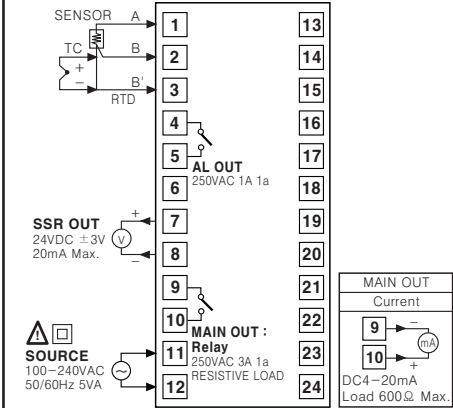 SENSOR A
TC
+
−
B
B'
RTD
1
2
3
4
5
6
7
8
9
10
11
12
13
14
15
16
17
18
19
20
21
22
23
24
AL OUT
250VAC 1A 1a
SSR OUT
24VDC ±3V
20mA Max.
+
V
−
MAIN OUT :
Relay
250VAC 3A 1a
RESISTIVE LOAD
SOURCE
100-240VAC
50/60Hz 5VA
MAIN OUT
Current
9
−
mA
10
+
DC4-20mA
Load 600Ω Max.